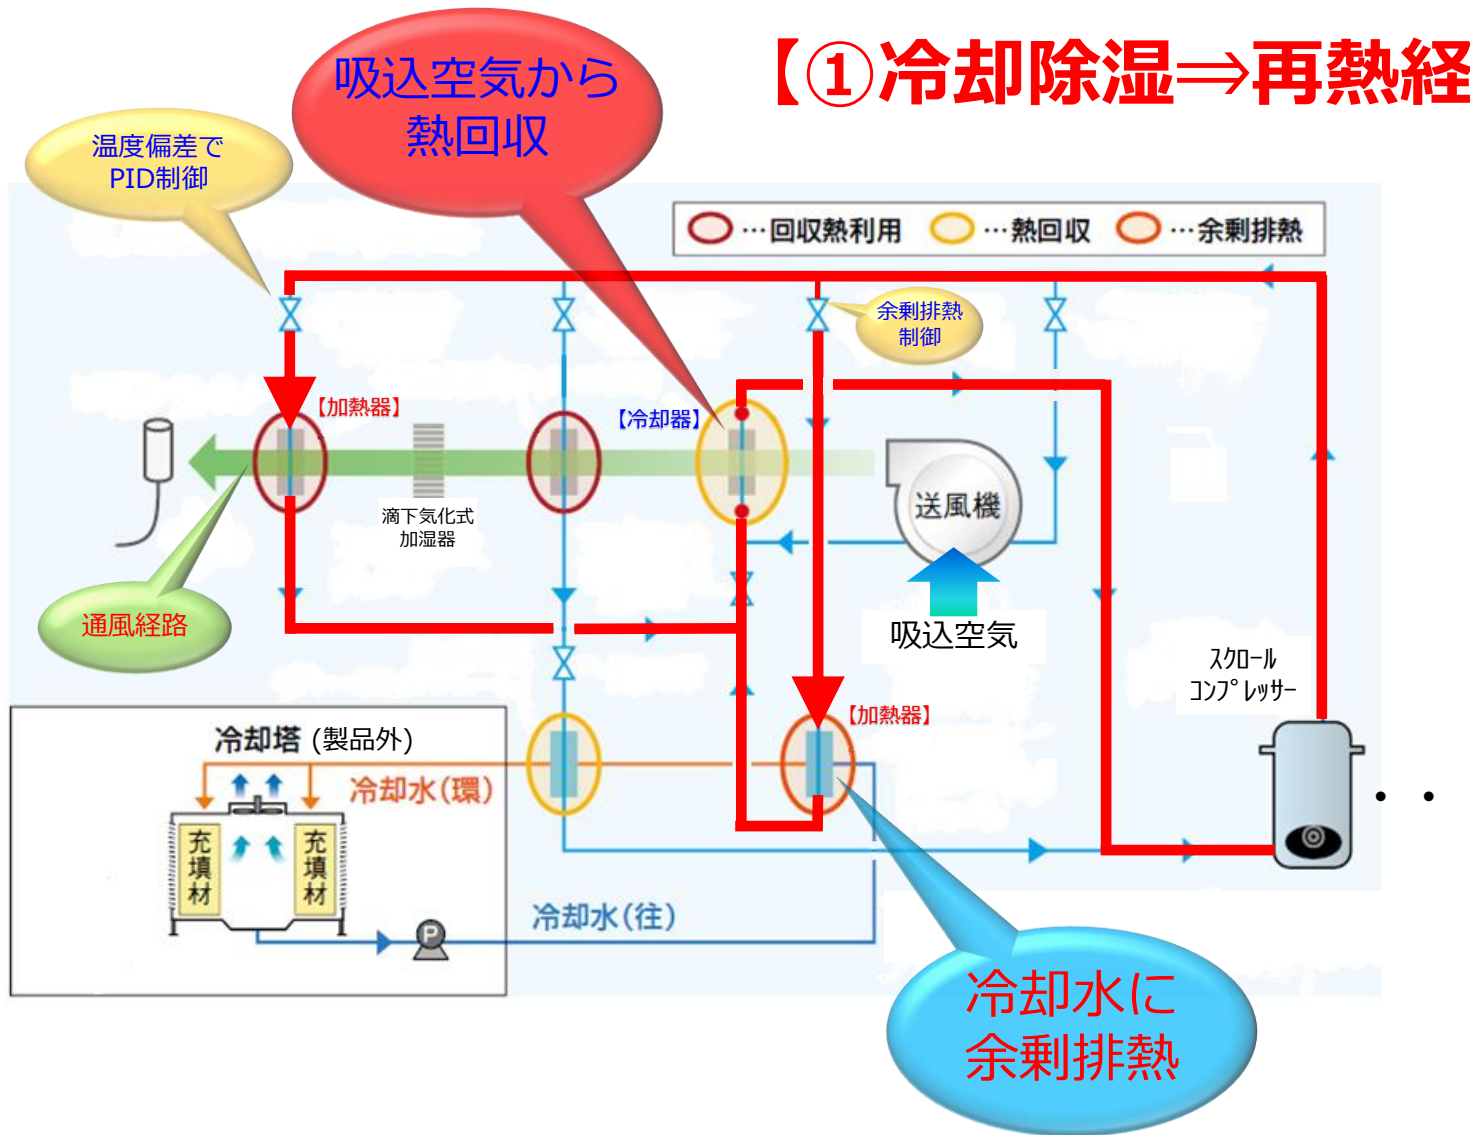 【①冷却除湿⇒再熱経
吸込空気から
熱回収
温度偏差で
PID制御
…回収熱利用 …熱回収 …余剰排熱
余剰排熱
制御
【加熱器】
【冷却器】
滴下気化式
加湿器
送風機
通風経路
吸込空気
スクロール
コンプレッサー
【加熱器】
冷却塔 (製品外)
冷却水(環)
充填材
充填材
冷却水(往)
P
冷却水に
余剰排熱
・・